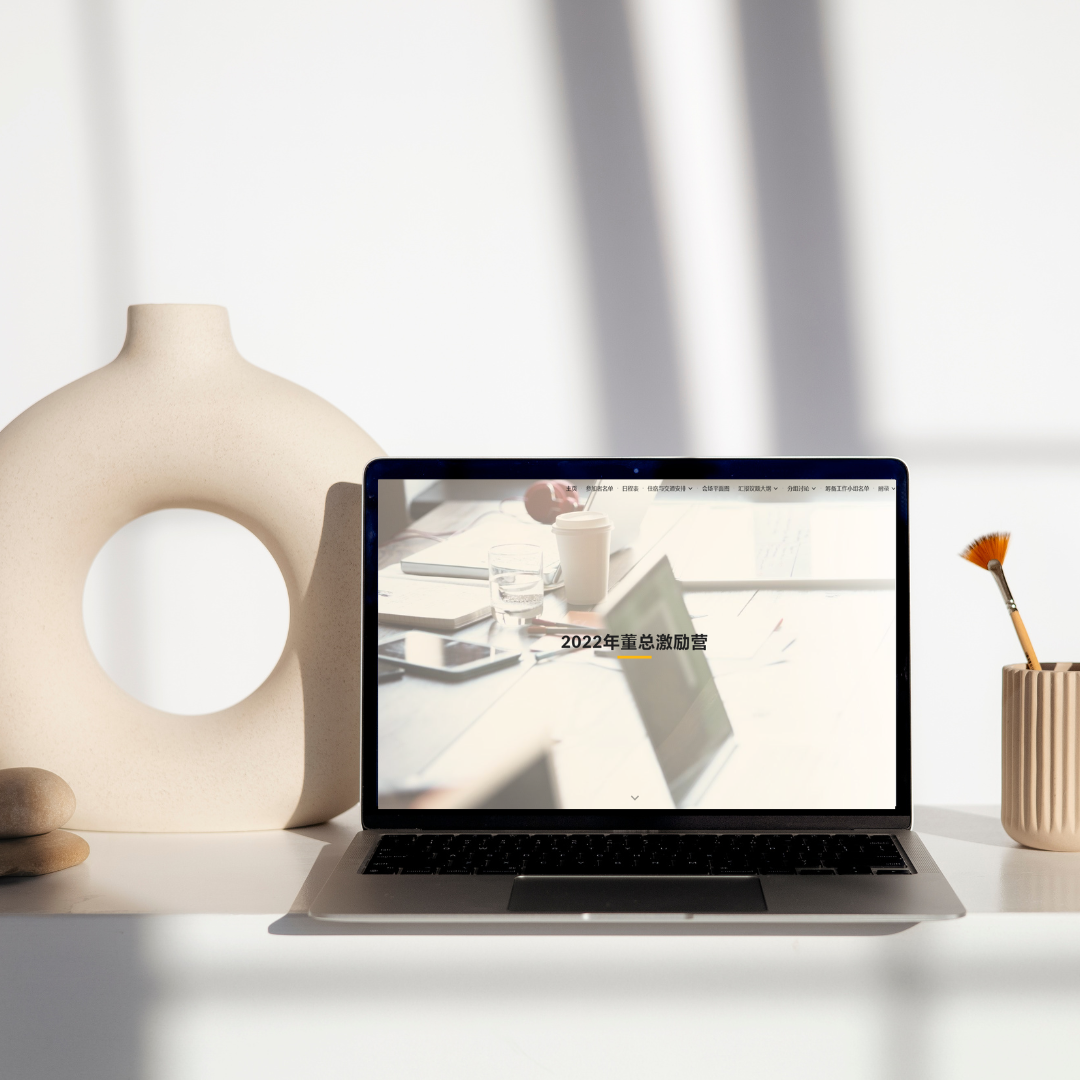 主页 参加者名单 日程表 住宿与交通安排 会场平面图 汇报议题大纲 分组讨论 筹备工作小组名单 附录
2022年董总激励营